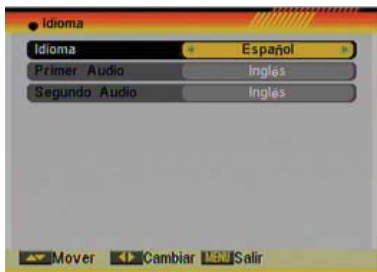 Idioma
Idioma Español
Primer Audio Inglés
Segundo Audio Inglés
Mover Cambiar MENU Salir